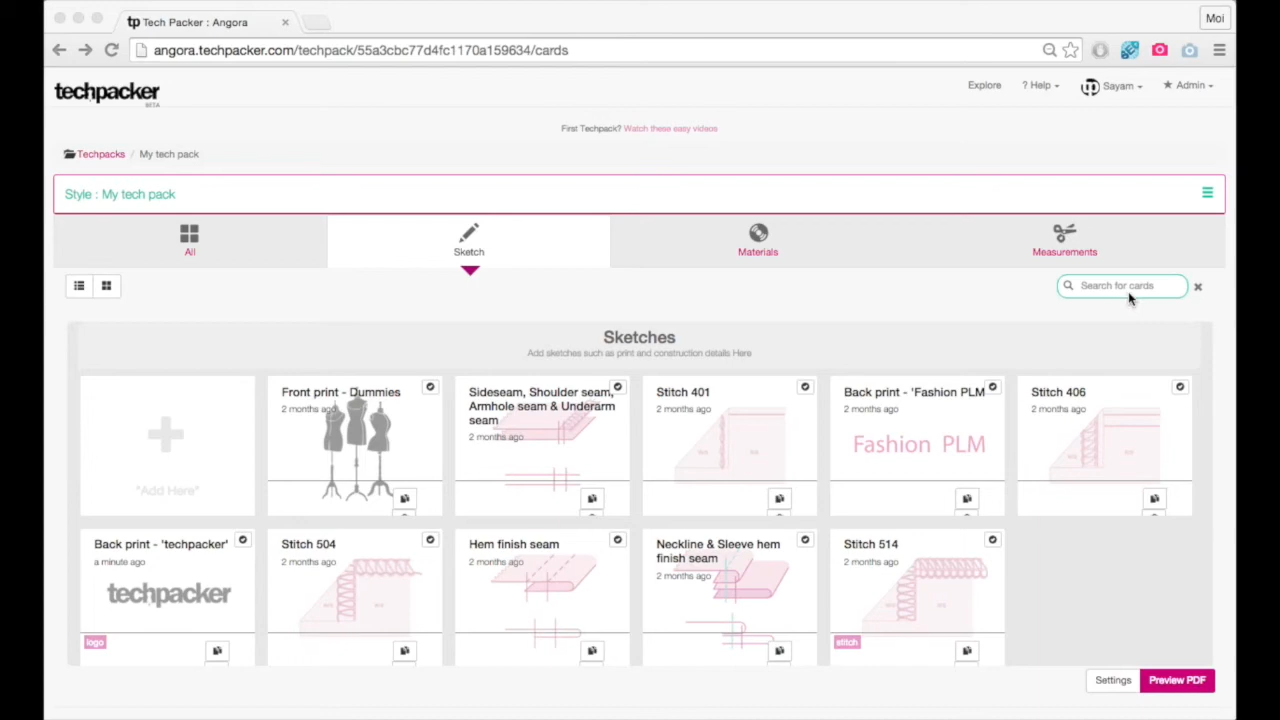 tp Tech Packer : Angora
Moi
angora.techpacker.com/techpack/55a3cbc77d4fc1170a159634/cards
techpacker
BETA
Explore
? Help
Sayam
Admin
First Techpack? Watch these easy videos
Techpacks / My tech pack
Style : My tech pack
All
Sketch
Materials
Measurements
Search for cards
Sketches
Add sketches such as print and construction details Here
"Add Here"
Front print - Dummies
2 months ago
Sideseam, Shoulder seam,
Armhole seam & Underarm
seam
2 months ago
Stitch 401
2 months ago
Back print - 'Fashion PLM
2 months ago
Fashion PLM
Stitch 406
2 months ago
Back print - 'techpacker'
a minute ago
techpacker
logo
Stitch 504
2 months ago
Hem finish seam
2 months ago
Neckline & Sleeve hem
finish seam
2 months ago
Stitch 514
2 months ago
stitch
Settings
Preview PDF